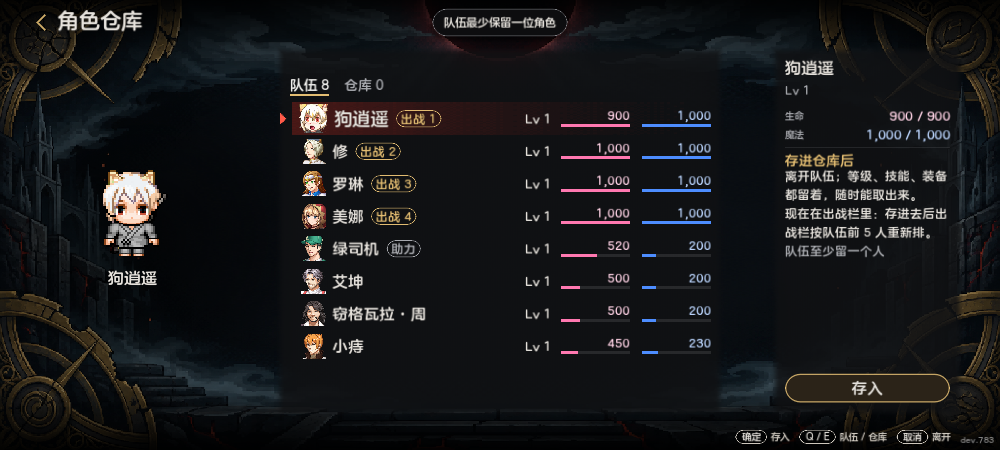 角色仓库
队伍最少保留一位角色
队伍 8 仓库 0
狗逍遥 出战 1 Lv 1 900 1,000
修 出战 2 Lv 1 1,000 1,000
罗琳 出战 3 Lv 1 1,000 1,000
美娜 出战 4 Lv 1 1,000 1,000
绿司机 助力 Lv 1 520 200
艾坤 Lv 1 500 200
窃格瓦拉·周 Lv 1 500 200
小痔 Lv 1 450 230
狗逍遥
狗逍遥
Lv 1
生命 900 / 900
魔法 1,000 / 1,000
存进仓库后
离开队伍；等级、技能、装备
都留着，随时能取出来。
现在在出战栏里：存进去后出
战栏按队伍前 5 人重新排。
队伍至少留一个人
存入
确定 存入 Q / E 队伍 / 仓库 取消 离开
dev.783